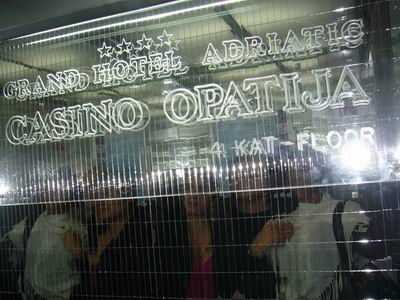 GRAND HOTEL ADRIATIC
CASINO OPATIJA
4 KAT-FLOOR